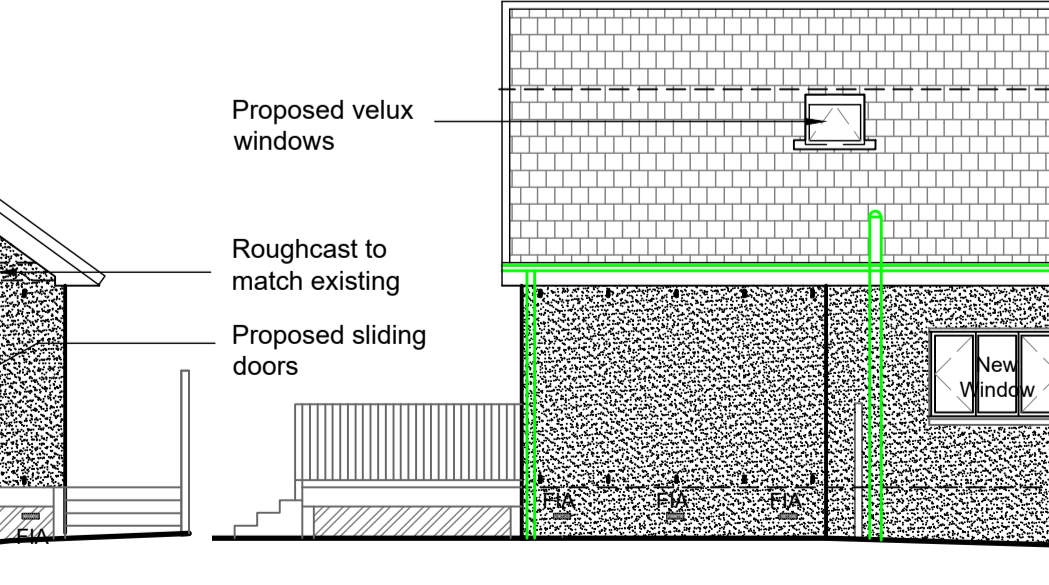 Proposed velux
windows
Roughcast to
match existing
Proposed sliding
doors
New
Window
FIA
FIA
FIA
FIA